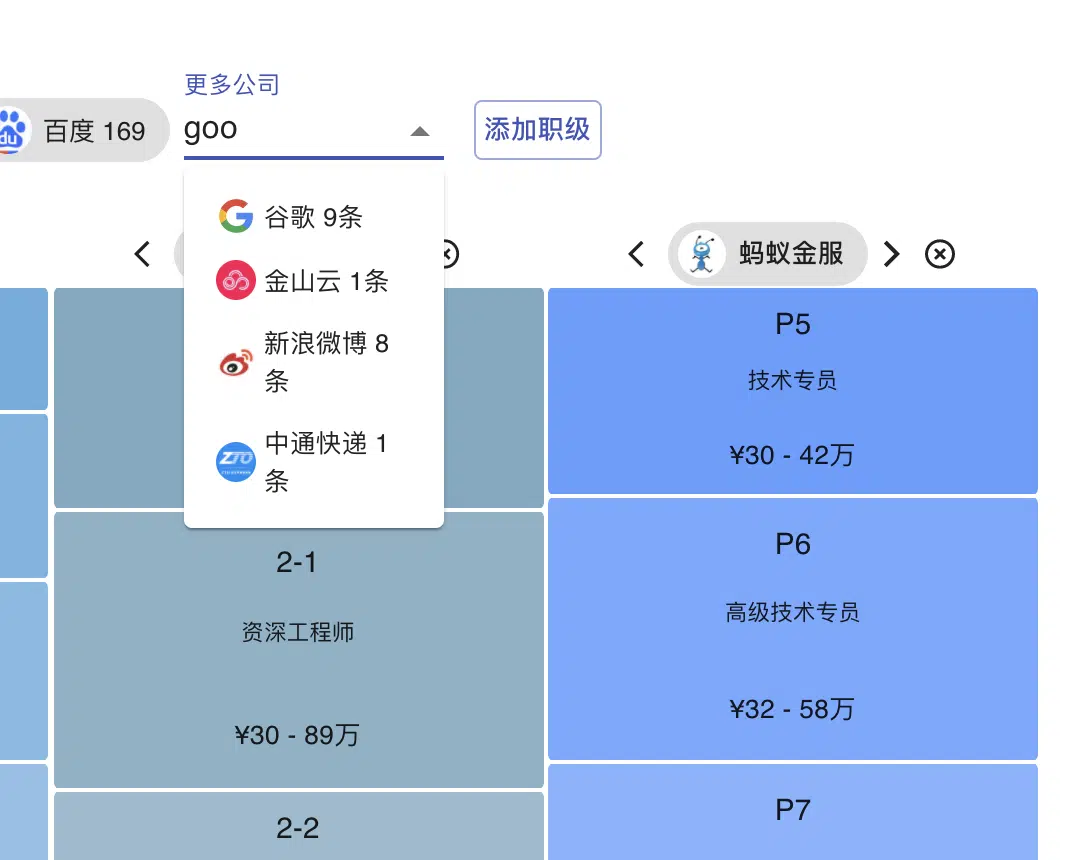 更多公司
du 百度 169
goo
添加职级
谷歌 9条
金山云 1条
新浪微博 8
条
中通快递 1
条
蚂蚁金服
P5
技术专员
¥30 - 42万
2-1
资深工程师
¥30 - 89万
2-2
P6
高级技术专员
¥32 - 58万
P7